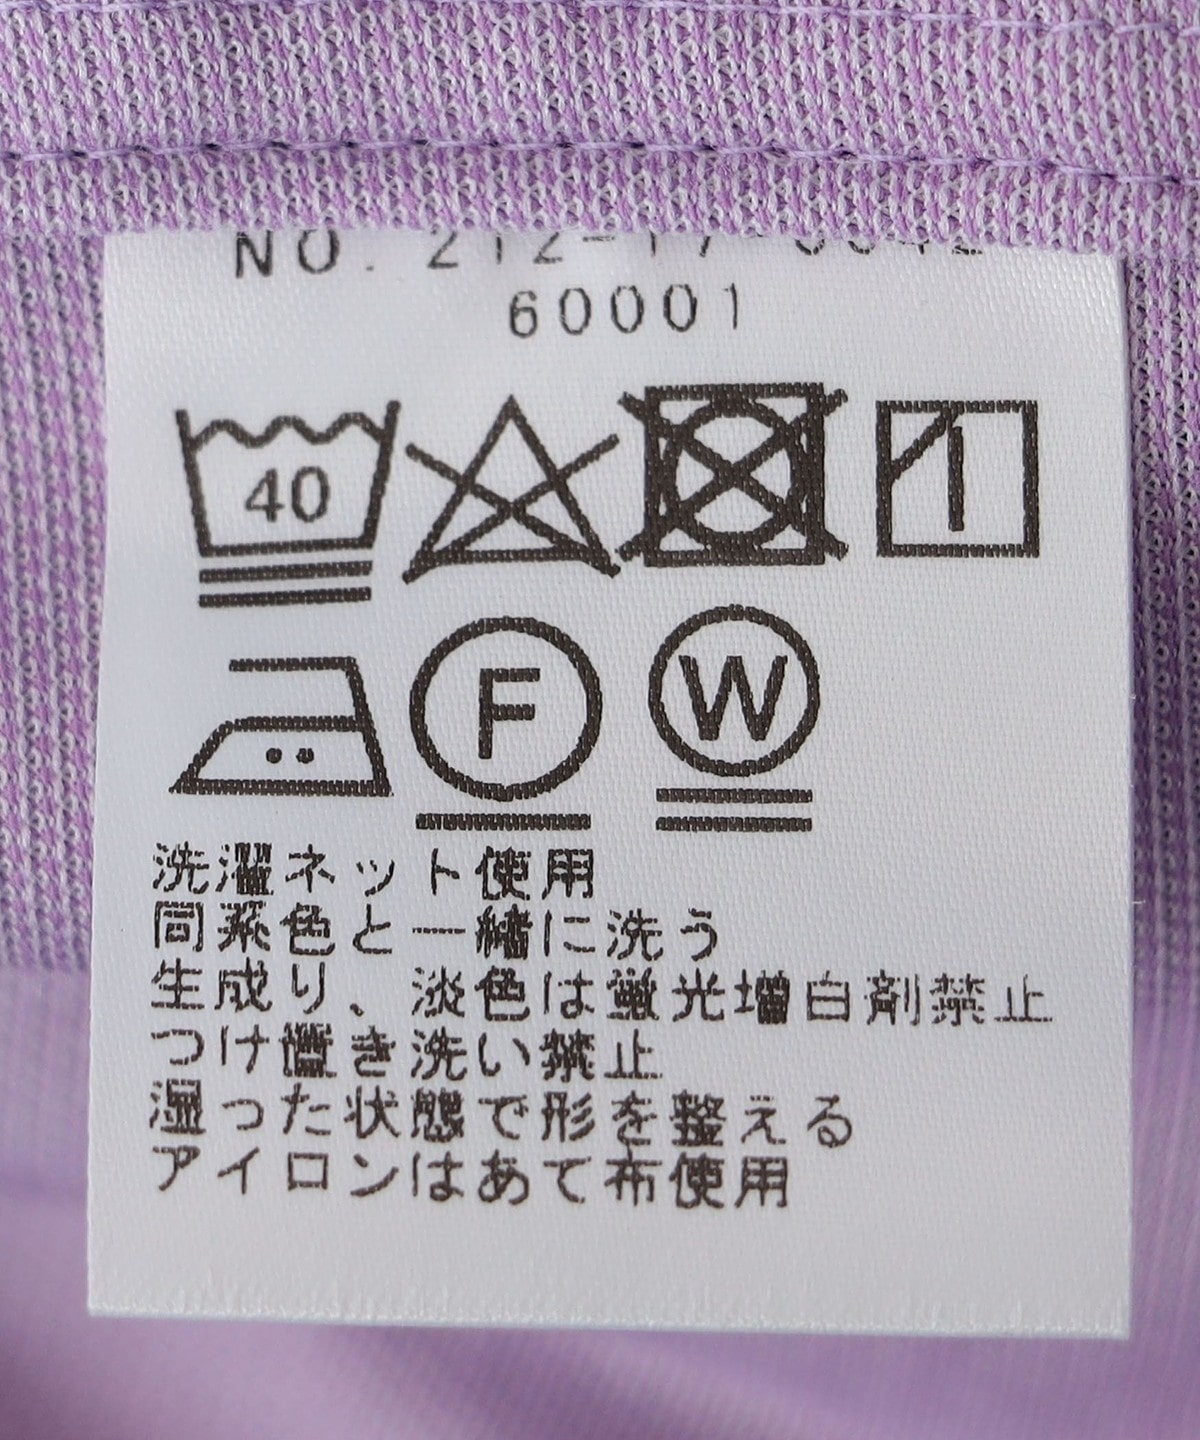 NO. 212-17
60001
40
F
W
洗濯ネット使用
同系色と一緒に洗う
生成り、淡色は蛍光増白剤禁止
つけ置き洗い禁止
湿った状態で形を整える
アイロンはあて布使用